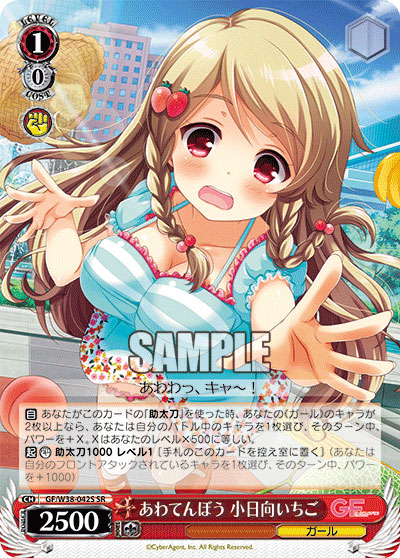 LEVEL
1
0
COST
SAMPLE
あわわっ、キャ～！
自 あなたがこのカードの「助太刀」を使った時、あなたの《ガール》のキャラが
2枚以上なら、あなたは自分のバトル中のキャラを1枚選び、そのターン中、
パワーを＋X。Xはあなたのレベル×500に等しい。
起 助太刀1000 レベル1 [手札のこのカードを控え室に置く] （あなたは
自分のフロントアタックされているキャラを1枚選び、そのターン中、パワー
を＋1000）
CH GF/W38-042S SR
2500
あわてんぼう 小日向いちご
GF
ガール
©CyberAgent, Inc. All Rights Reserved.